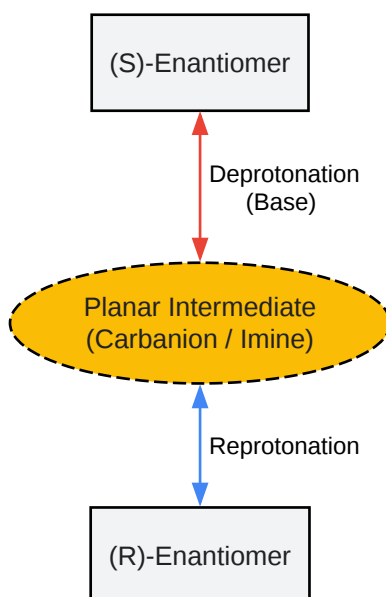 (S)-Enantiomer
Deprotonation
(Base)
Planar Intermediate
(Carbanion / Imine)
Reprotonation
(R)-Enantiomer